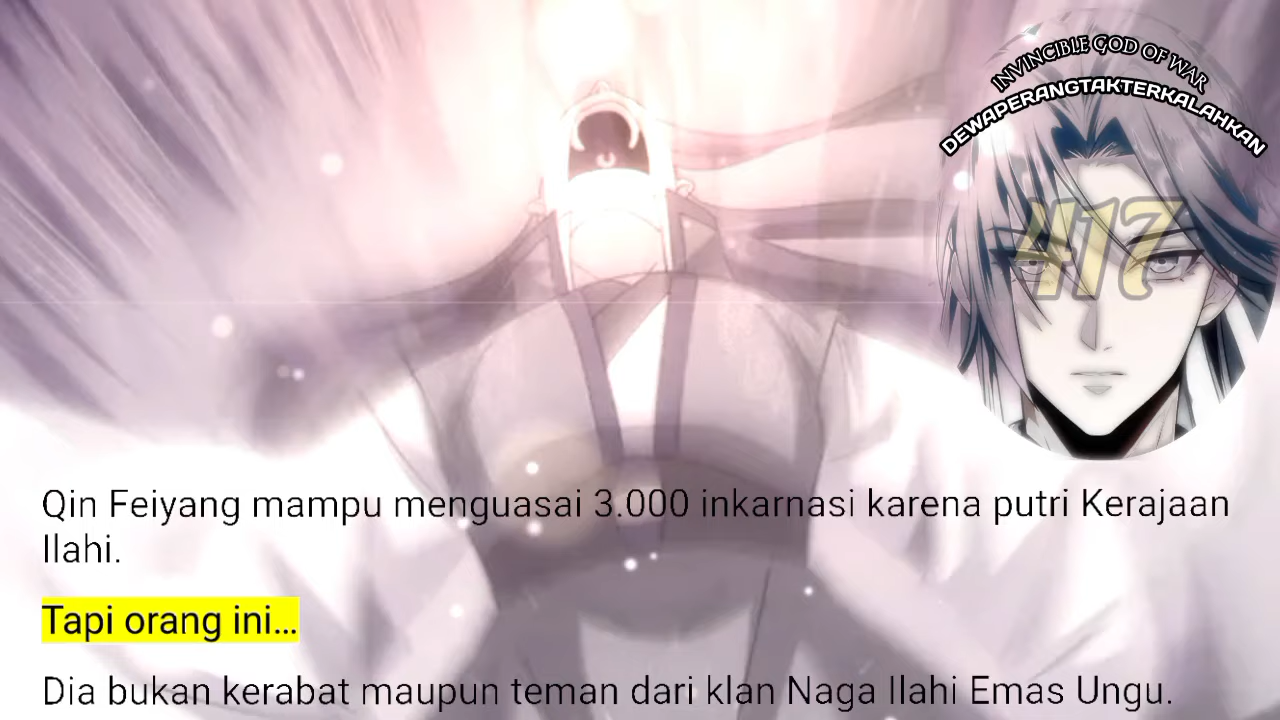 INVINCIBLE GOD OF WAR
DEWAPERANGTAKTERKALAHKAN
417
Qin Feiyang mampu menguasai 3.000 inkarnasi karena putri Kerajaan
Ilahi.
Tapi orang ini...
Dia bukan kerabat maupun teman dari klan Naga Ilahi Emas Ungu.